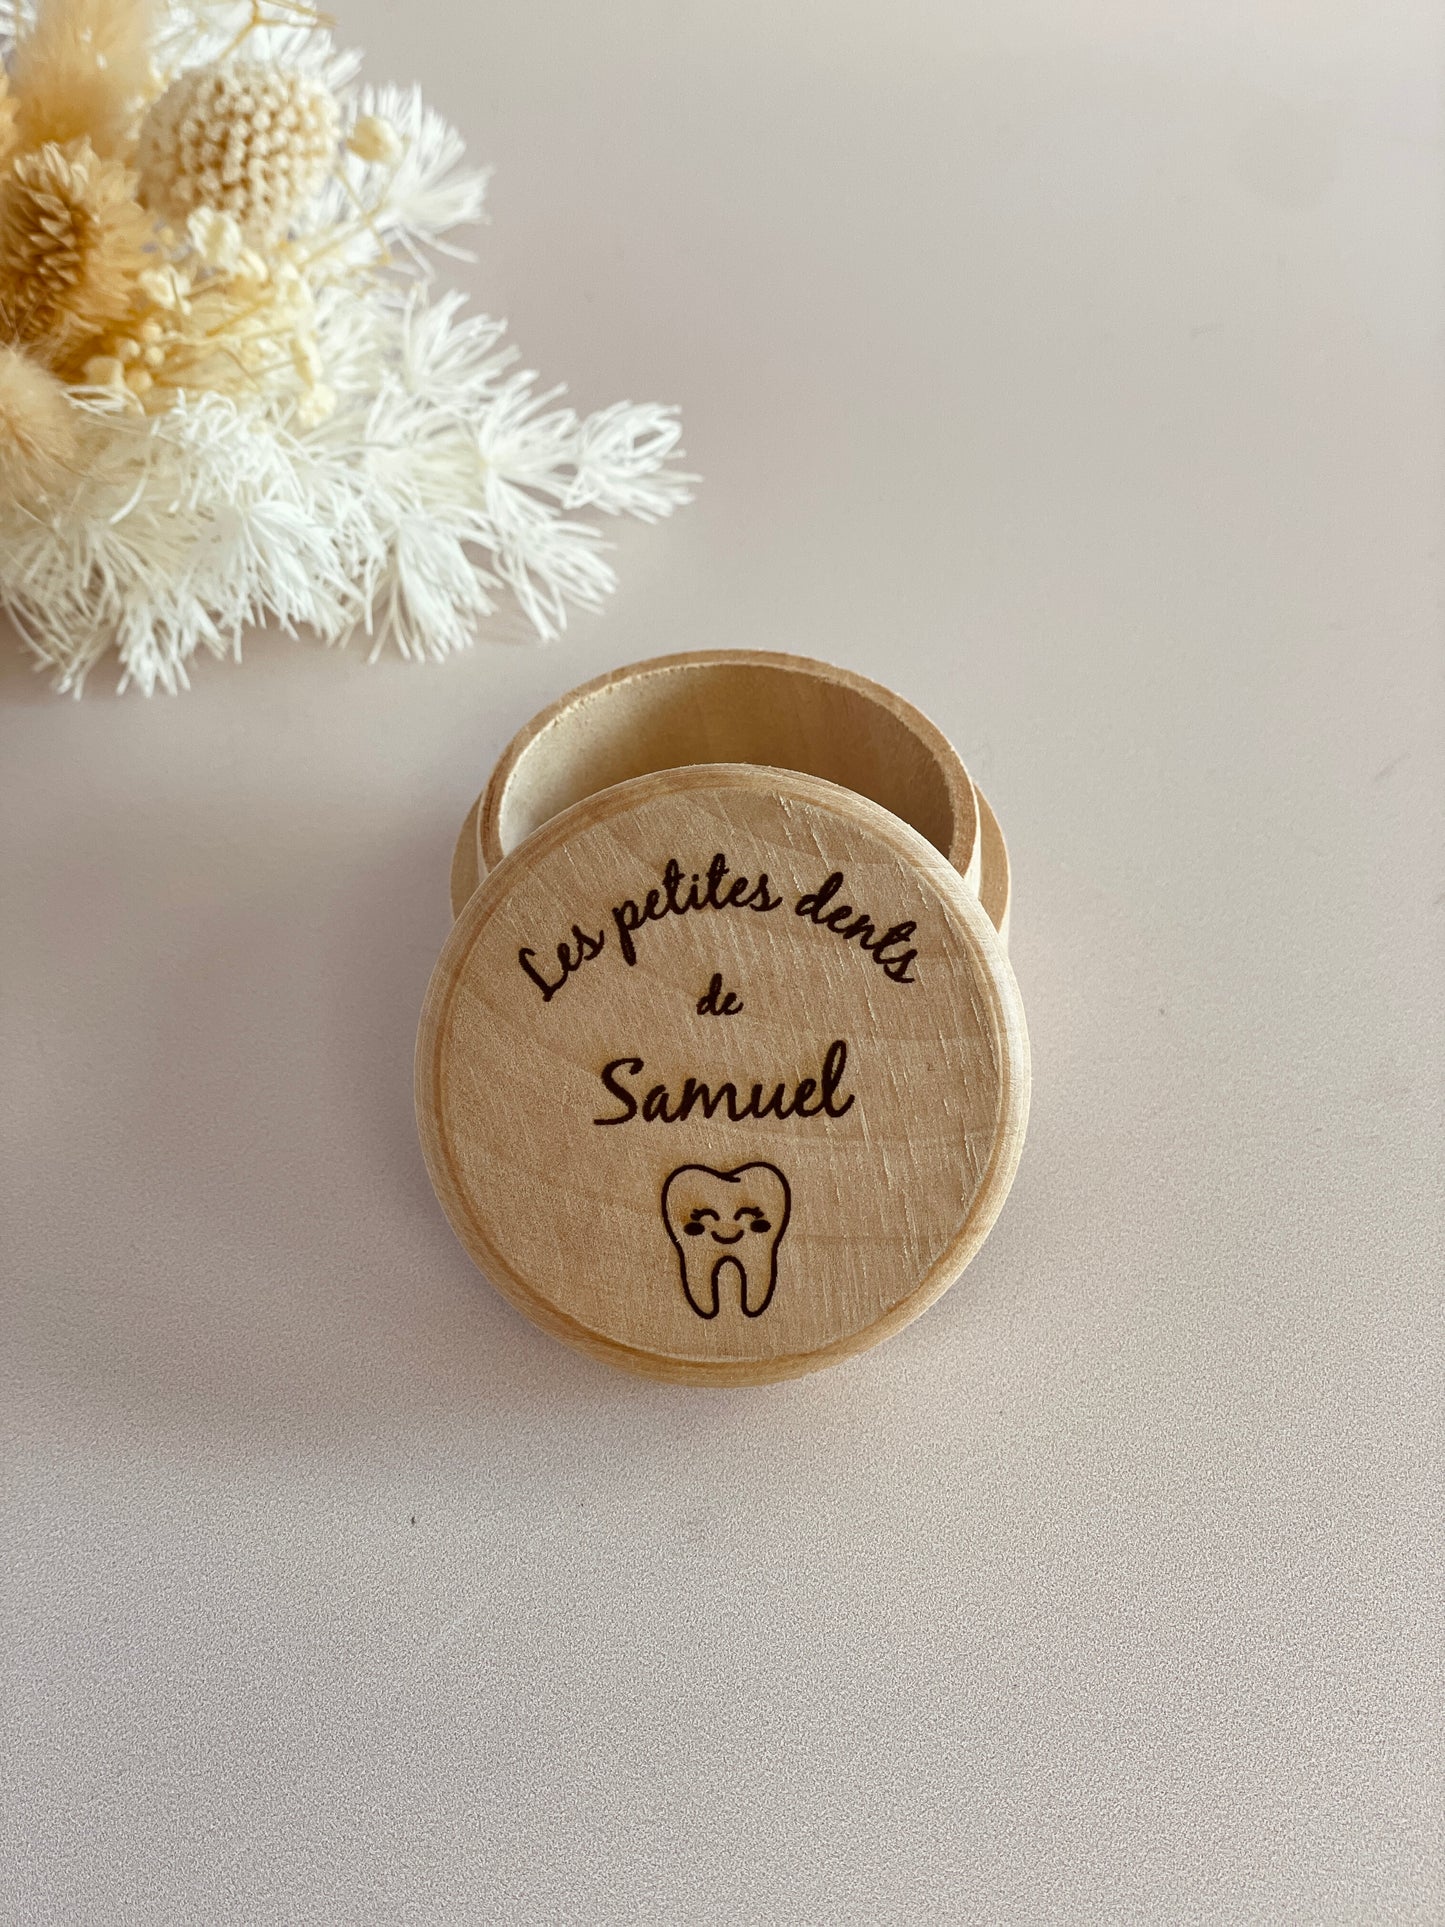 Les petites dents
de
Samuel